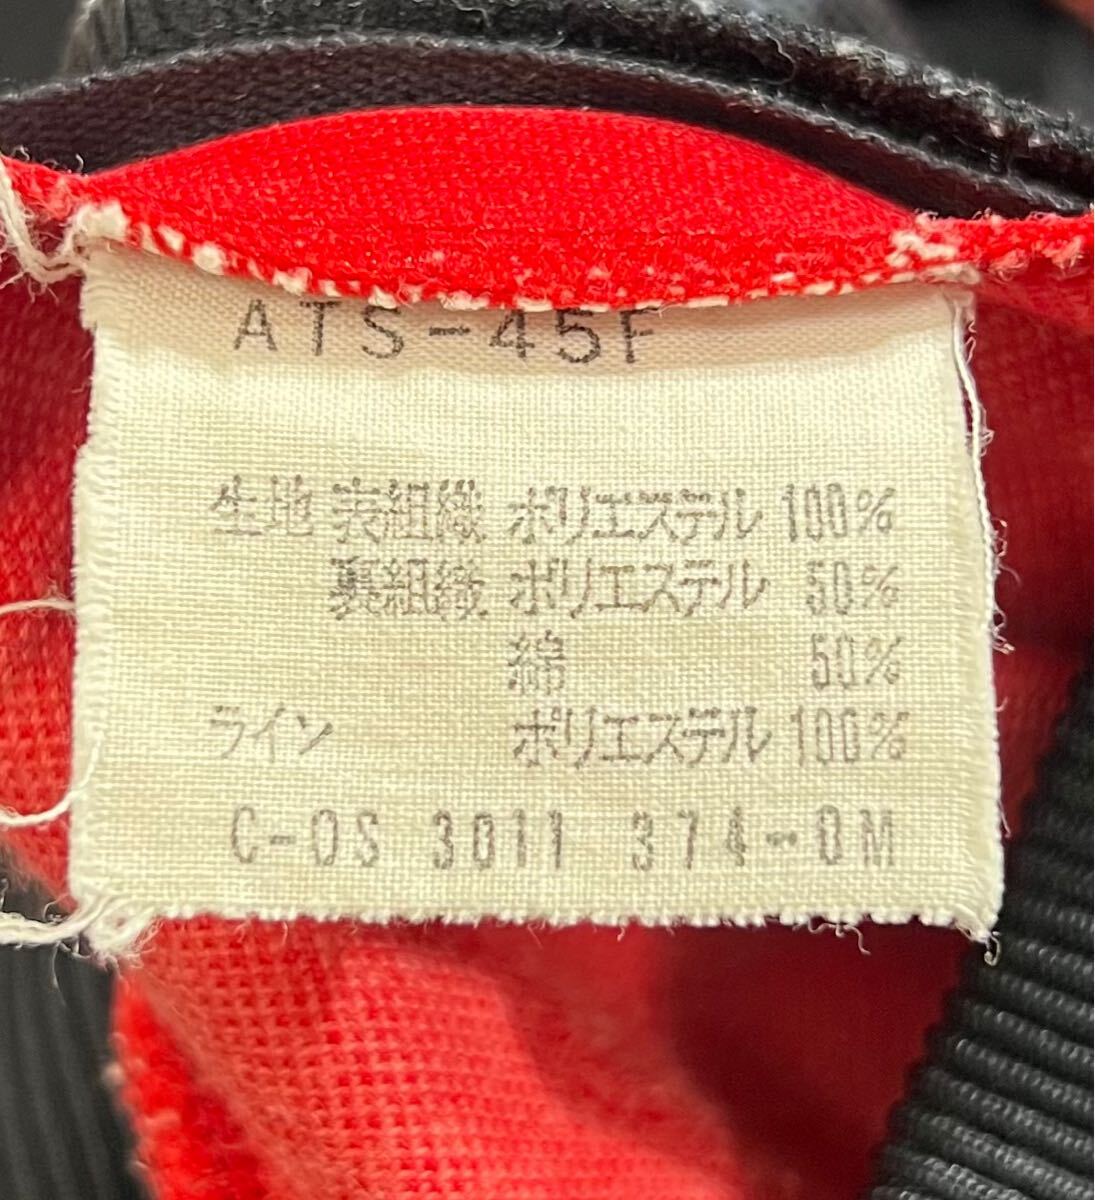 ATS-45F
生地 表組織 ポリエステル 100%
裏組織 ポリエステル 50%
綿 50%
ライン ポリエステル 100%
C-OS 3011 374-0M